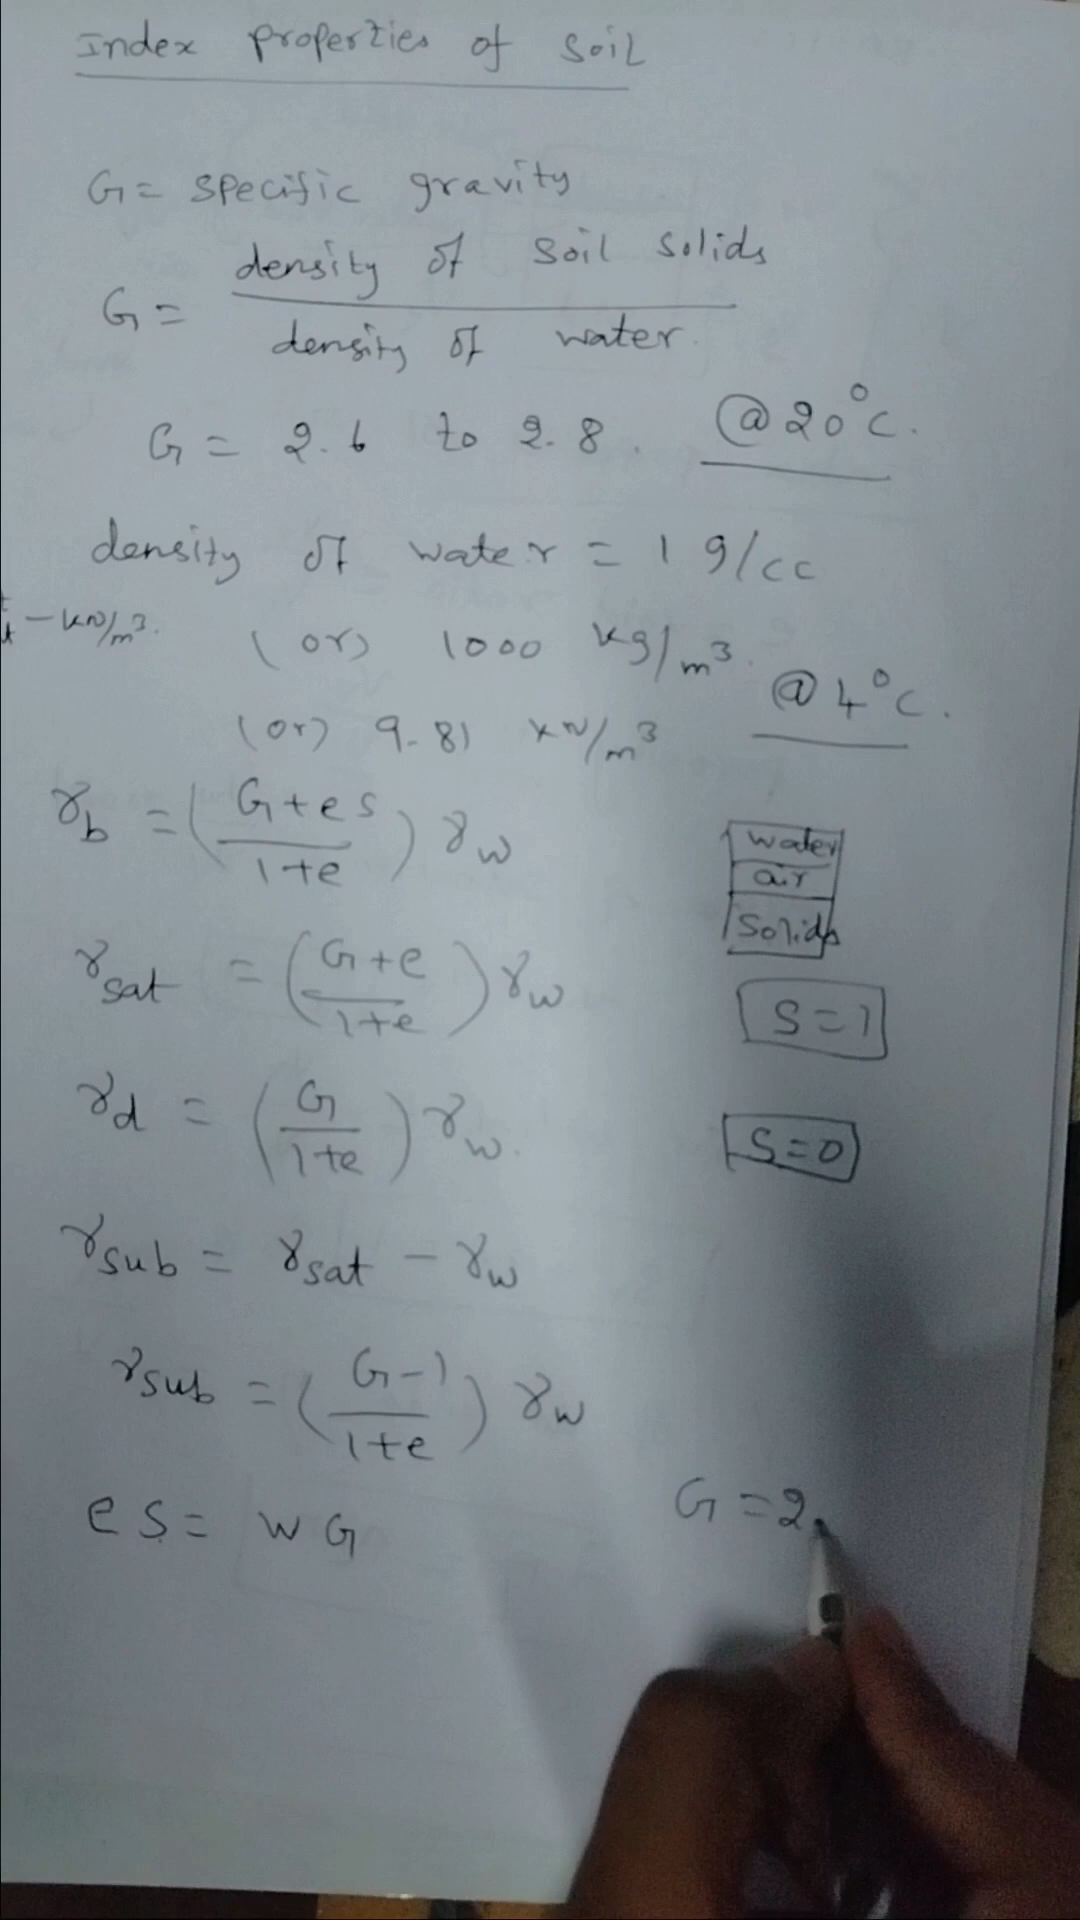 Index properties of soil
G = specific gravity
G = density of soil solids
density of water
G = 2.6 to 2.8. @20°C.
density of water = 1 g/cc
- kN/m³.
(or) 1000 kg/m³.
@ 4°C.
(or) 9.81 kN/m³
γb = (G+es / 1+e) γw
water
air
solids
γsat = (G+e / 1+e) γw
S=1
γd = (G / 1+e) γw.
S=0
γsub = γsat - γw
γsub = (G-1 / 1+e) γw
es = wG
G = 2.